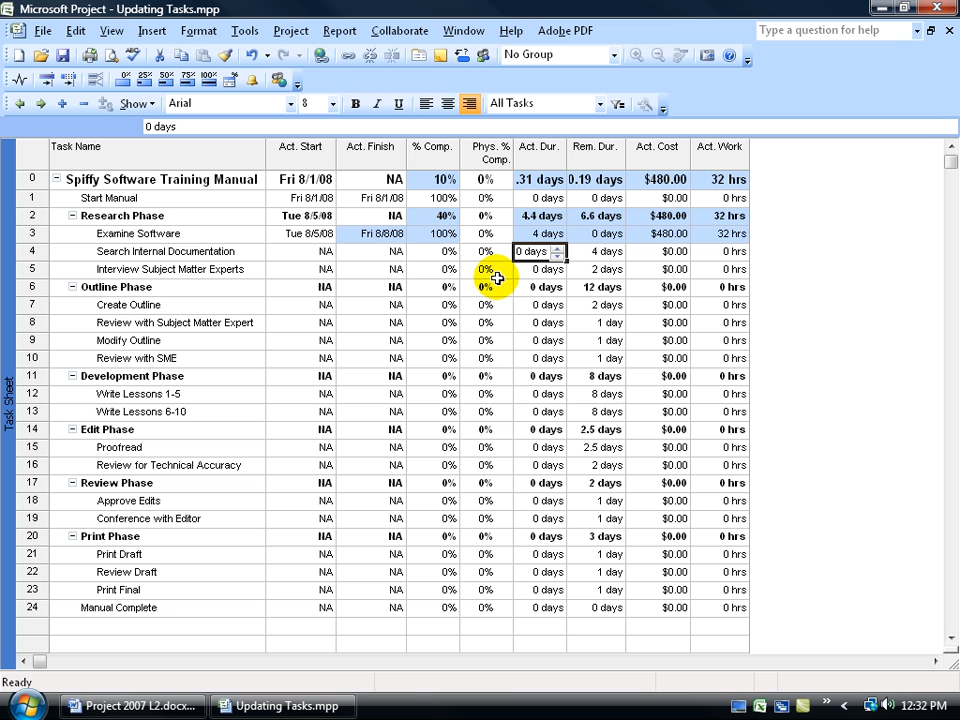 Microsoft Project - Updating Tasks.mpp
File Edit View Insert Format Tools Project Report Collaborate Window Help Adobe PDF Type a question for help
No Group
0% 25% 50% 75% 100%
Show Arial 8 B I U All Tasks
0 days
Task Name Act. Start Act. Finish % Comp. Phys. % Comp. Act. Dur. Rem. Dur. Act. Cost Act. Work
0 Spiffy Software Training Manual Fri 8/1/08 NA 10% 0% .31 days 0.19 days $480.00 32 hrs
1 Start Manual Fri 8/1/08 Fri 8/1/08 100% 0% 0 days 0 days $0.00 0 hrs
2 Research Phase Tue 8/5/08 NA 40% 0% 4.4 days 6.6 days $480.00 32 hrs
3 Examine Software Tue 8/5/08 Fri 8/8/08 100% 0% 4 days 0 days $480.00 32 hrs
4 Search Internal Documentation NA NA 0% 0% 0 days 4 days $0.00 0 hrs
5 Interview Subject Matter Experts NA NA 0% 0% 0 days 2 days $0.00 0 hrs
6 Outline Phase NA NA 0% 0% 0 days 12 days $0.00 0 hrs
7 Create Outline NA NA 0% 0% 0 days 2 days $0.00 0 hrs
8 Review with Subject Matter Expert NA NA 0% 0% 0 days 1 day $0.00 0 hrs
9 Modify Outline NA NA 0% 0% 0 days 1 day $0.00 0 hrs
10 Review with SME NA NA 0% 0% 0 days 1 day $0.00 0 hrs
11 Development Phase NA NA 0% 0% 0 days 8 days $0.00 0 hrs
12 Write Lessons 1-5 NA NA 0% 0% 0 days 8 days $0.00 0 hrs
13 Write Lessons 6-10 NA NA 0% 0% 0 days 8 days $0.00 0 hrs
14 Edit Phase NA NA 0% 0% 0 days 2.5 days $0.00 0 hrs
15 Proofread NA NA 0% 0% 0 days 2.5 days $0.00 0 hrs
16 Review for Technical Accuracy NA NA 0% 0% 0 days 2 days $0.00 0 hrs
17 Review Phase NA NA 0% 0% 0 days 2 days $0.00 0 hrs
18 Approve Edits NA NA 0% 0% 0 days 1 day $0.00 0 hrs
19 Conference with Editor NA NA 0% 0% 0 days 1 day $0.00 0 hrs
20 Print Phase NA NA 0% 0% 0 days 3 days $0.00 0 hrs
21 Print Draft NA NA 0% 0% 0 days 1 day $0.00 0 hrs
22 Review Draft NA NA 0% 0% 0 days 1 day $0.00 0 hrs
23 Print Final NA NA 0% 0% 0 days 1 day $0.00 0 hrs
24 Manual Complete NA NA 0% 0% 0 days 0 days $0.00 0 hrs
Task Sheet
Ready
Project 2007 L2.docx... Updating Tasks.mpp 12:32 PM